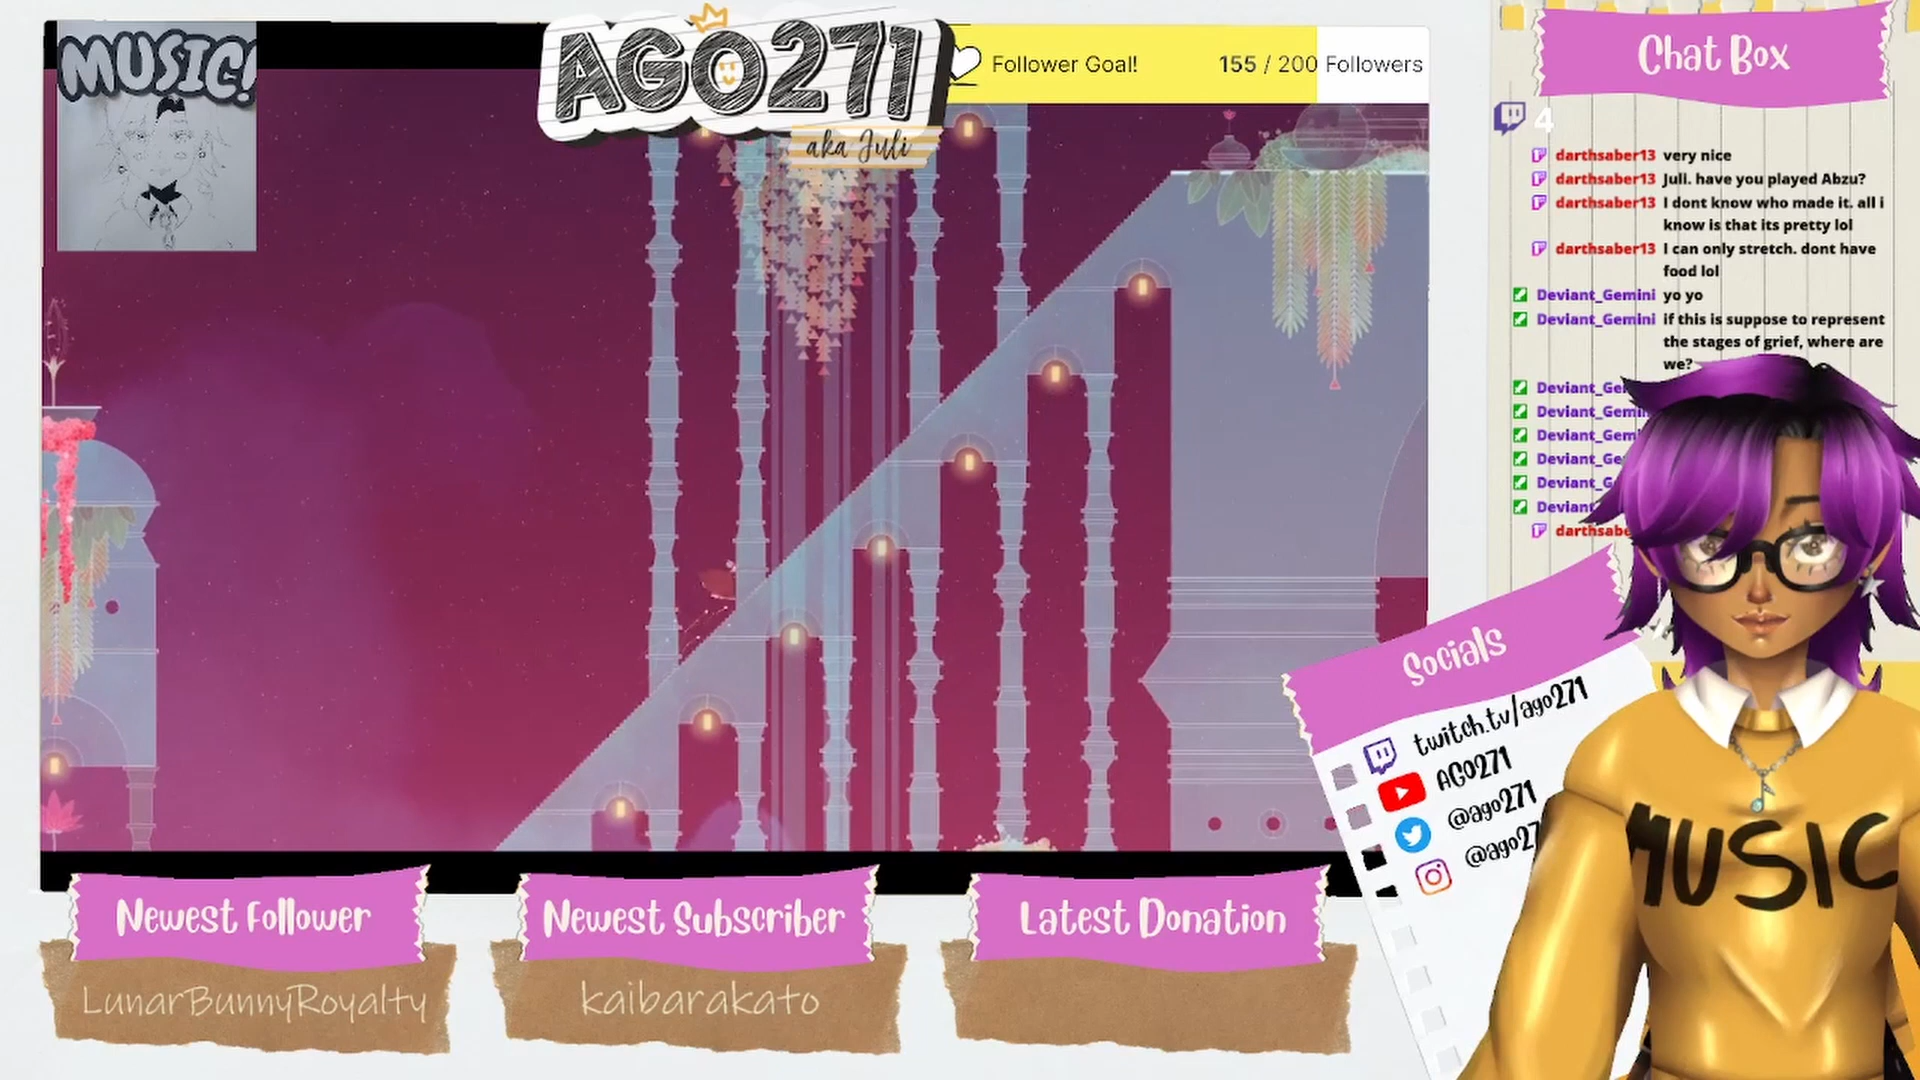 MUSIC!
AGO271
aka Juli
Follower Goal!
155 / 200 Followers
Chat Box
4
darthsaber13 very nice
darthsaber13 Juli. have you played Abzu?
darthsaber13 I dont know who made it. all i
know is that its pretty lol
darthsaber13 I can only stretch. dont have
food lol
Deviant_Gemini yo yo
Deviant_Gemini if this is suppose to represent
the stages of grief, where are
we?
Socials
twitch.tv/ago271
AGO271
@ago271
MUSIC
Newest Follower
LunarBunnyRoyalty
Newest Subscriber
kaibarakato
Latest Donation